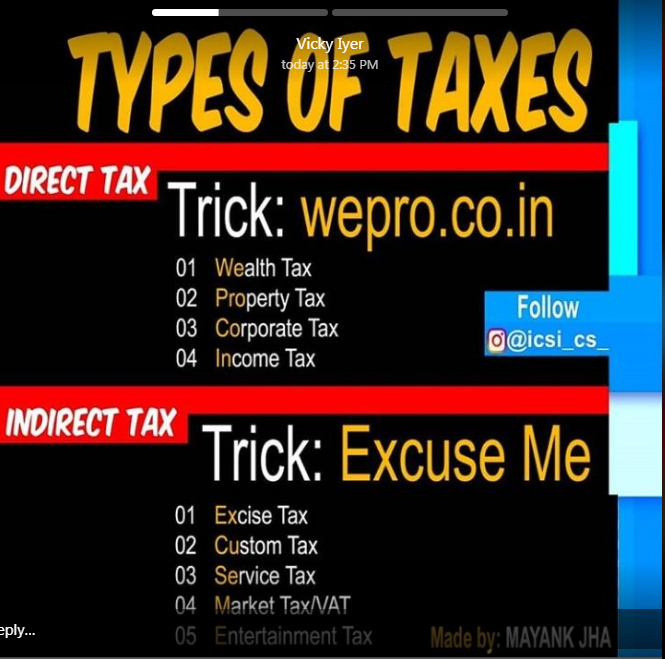 Vicky Iyer
today at 2:35 PM
TYPES OF TAXES
DIRECT TAX
Trick: wepro.co.in
01 Wealth Tax
02 Property Tax
03 Corporate Tax
04 Income Tax
Follow
@icsi_cs_
INDIRECT TAX
Trick: Excuse Me
01 Excise Tax
02 Custom Tax
03 Service Tax
04 Market Tax/VAT
05 Entertainment Tax
Made by: MAYANK JHA
eply...